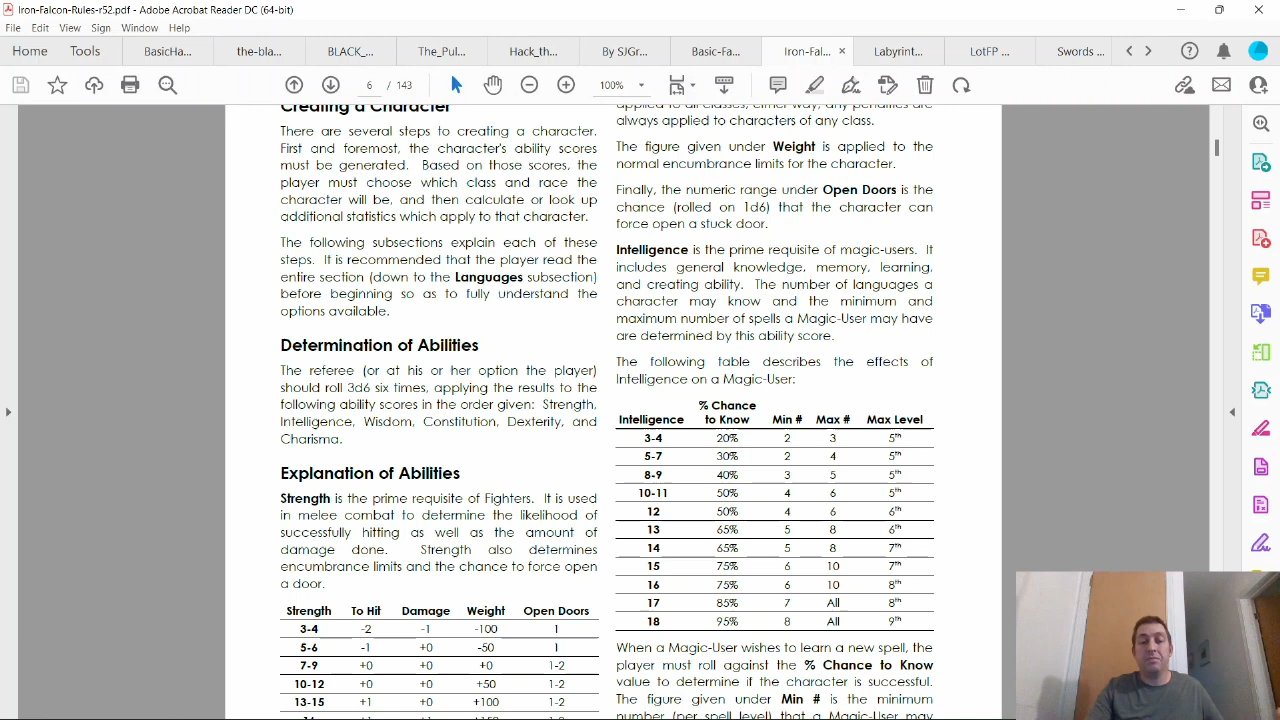 Iron-Falcon-Rules-r52.pdf - Adobe Acrobat Reader DC (64-bit)
File Edit View Sign Window Help
Home Tools BasicHa... the-bla... BLACK_... The_Pul... Hack_th... By SJGr... Basic-Fa... Iron-Fal... Labyrint... LotFP ... Swords ...
6 / 143 100%
Creating a Character
There are several steps to creating a character.
First and foremost, the character's ability scores
must be generated. Based on those scores the
player must choose which class and race the
character will be, and then calculate or look up
additional statistics which apply to that character.
The following subsections explain each of these
steps. It is recommended that the player read the
entire section (down to the Languages subsection)
before beginning so as to fully understand the
options available.
Determination of Abilities
The referee (or at his or her option the player)
should roll 3d6 six times, applying the results to the
following ability scores in the order given: Strength,
Intelligence, Wisdom, Constitution, Dexterity, and
Charisma.
Explanation of Abilities
Strength is the prime requisite of Fighters. It is used
in melee combat to determine the likelihood of
successfully hitting as well as the amount of
damage done. Strength also determines
encumbrance limits and the chance to force open
a door.
Strength To Hit Damage Weight Open Doors
3-4 -2 -1 -100 1
5-6 -1 +0 -50 1
7-9 +0 +0 +0 1-2
10-12 +0 +0 +50 1-2
13-15 +1 +0 +100 1-2
applied to all classes, either way, any penalties are
always applied to characters of any class.
The figure given under Weight is applied to the
normal encumbrance limits for the character.
Finally, the numeric range under Open Doors is the
chance (rolled on 1d6) that the character can
force open a stuck door.
Intelligence is the prime requisite of magic-users. It
includes general knowledge, memory, learning,
and creating ability. The number of languages a
character may know and the minimum and
maximum number of spells a Magic-User may have
are determined by this ability score.
The following table describes the effects of
Intelligence on a Magic-User:
% Chance
Intelligence to Know Min # Max # Max Level
3-4 20% 2 3 5th
5-7 30% 2 4 5th
8-9 40% 3 5 5th
10-11 50% 4 6 5th
12 50% 4 6 6th
13 65% 5 8 6th
14 65% 5 8 7th
15 75% 6 10 7th
16 75% 6 10 8th
17 85% 7 All 8th
18 95% 8 All 9th
When a Magic-User wishes to learn a new spell, the
player must roll against the % Chance to Know
value to determine if the character is successful.
The figure given under Min # is the minimum
number (per spell level) that a Magic-User may